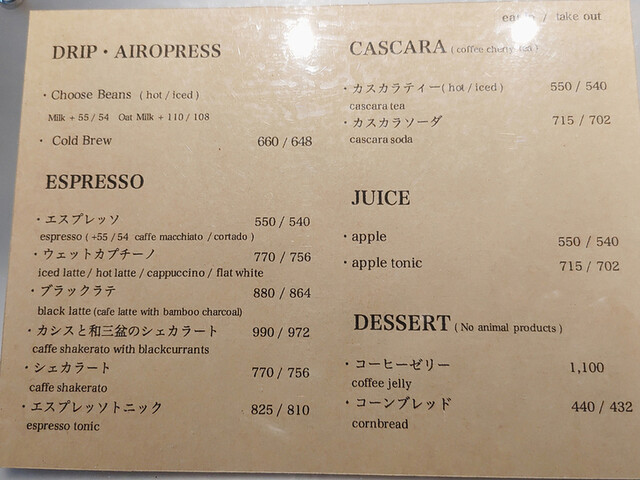 DRIP・AIROPRESS
・Choose Beans ( hot / iced )
Milk + 55 / 54 Oat Milk + 110 / 108
・Cold Brew 660 / 648
ESPRESSO
・エスプレッソ 550 / 540
espresso ( +55 / 54 caffe macchiato / cortado )
・ウェットカプチーノ 770 / 756
iced latte / hot latte / cappuccino / flat white
・ブラックラテ 880 / 864
black latte (cafe latte with bamboo charcoal)
・カシスと和三盆のシェカラート 990 / 972
caffe shakerato with blackcurrants
・シェカラート 770 / 756
caffe shakerato
・エスプレッソトニック 825 / 810
espresso tonic
/ take out
CASCARA ( coffee cherry tea )
・カスカラティー ( hot / iced ) 550 / 540
cascara tea
・カスカラソーダ 715 / 702
cascara soda
JUICE
・apple 550 / 540
・apple tonic 715 / 702
DESSERT ( No animal products )
・コーヒーゼリー 1,100
coffee jelly
・コーンブレッド 440 / 432
cornbread